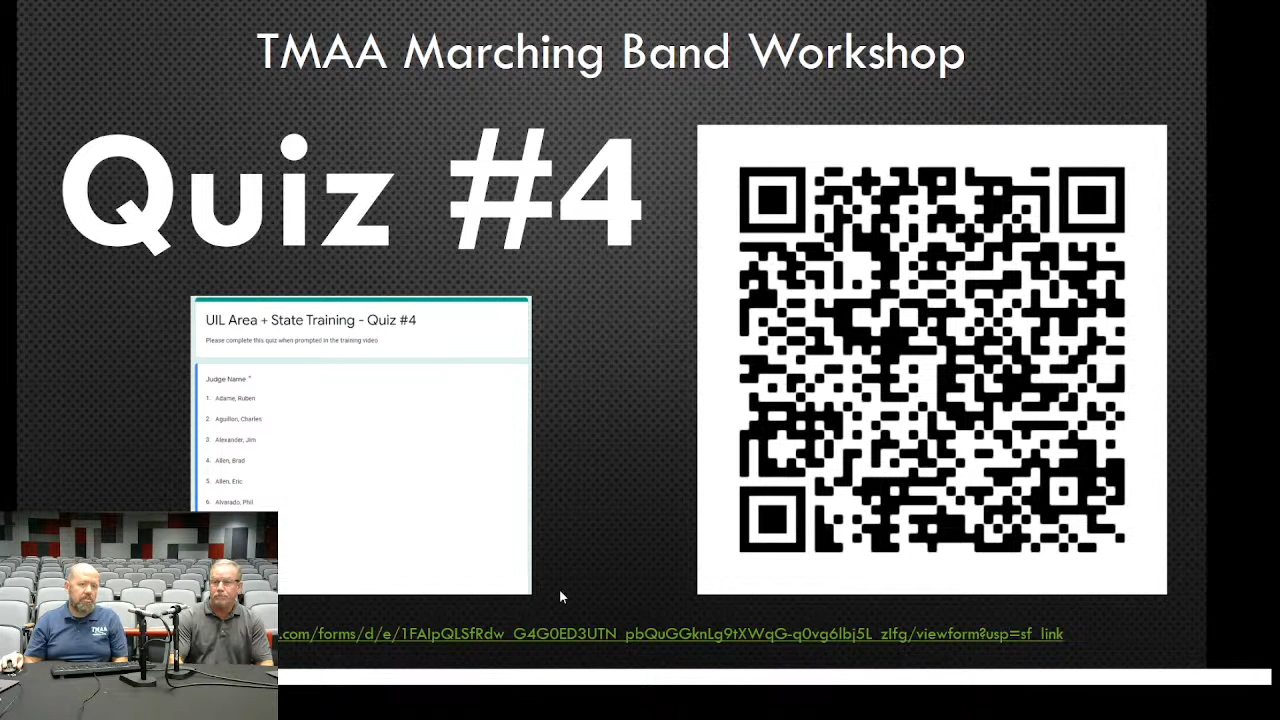 TMAA Marching Band Workshop
Quiz #4
UIL Area + State Training - Quiz #4
Please complete this quiz when prompted in the training video
Judge Name *
1. Adame, Ruben
2. Aguillon, Charles
3. Alexander, Jim
4. Allen, Brad
5. Allen, Eric
6. Alvarado, Phil
.com/forms/d/e/1FAIpQLSfRdw_G4G0ED3UTN_pbQuGGknLg9tXWqG-q0vg6lbj5L_zIfg/viewform?usp=sf_link
TMAA